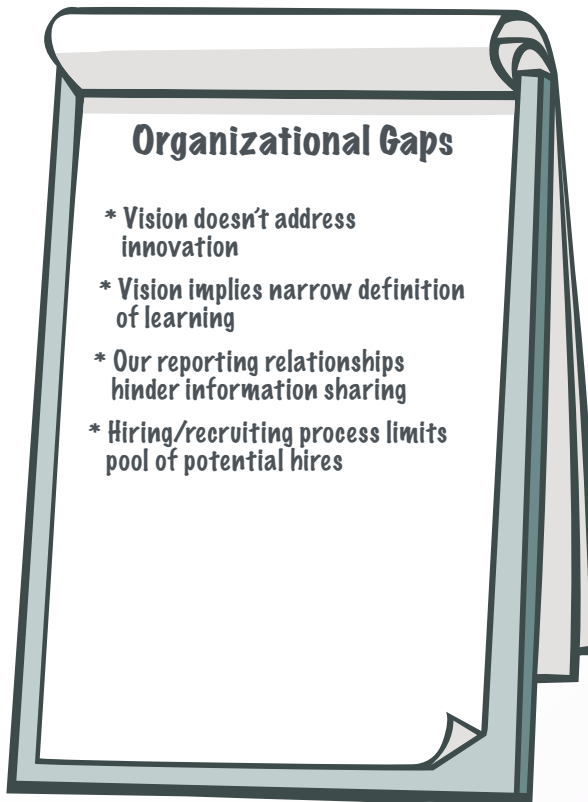 Organizational Gaps
* Vision doesn't address
innovation
* Vision implies narrow definition
of learning
* Our reporting relationships
hinder information sharing
* Hiring/recruiting process limits
pool of potential hires